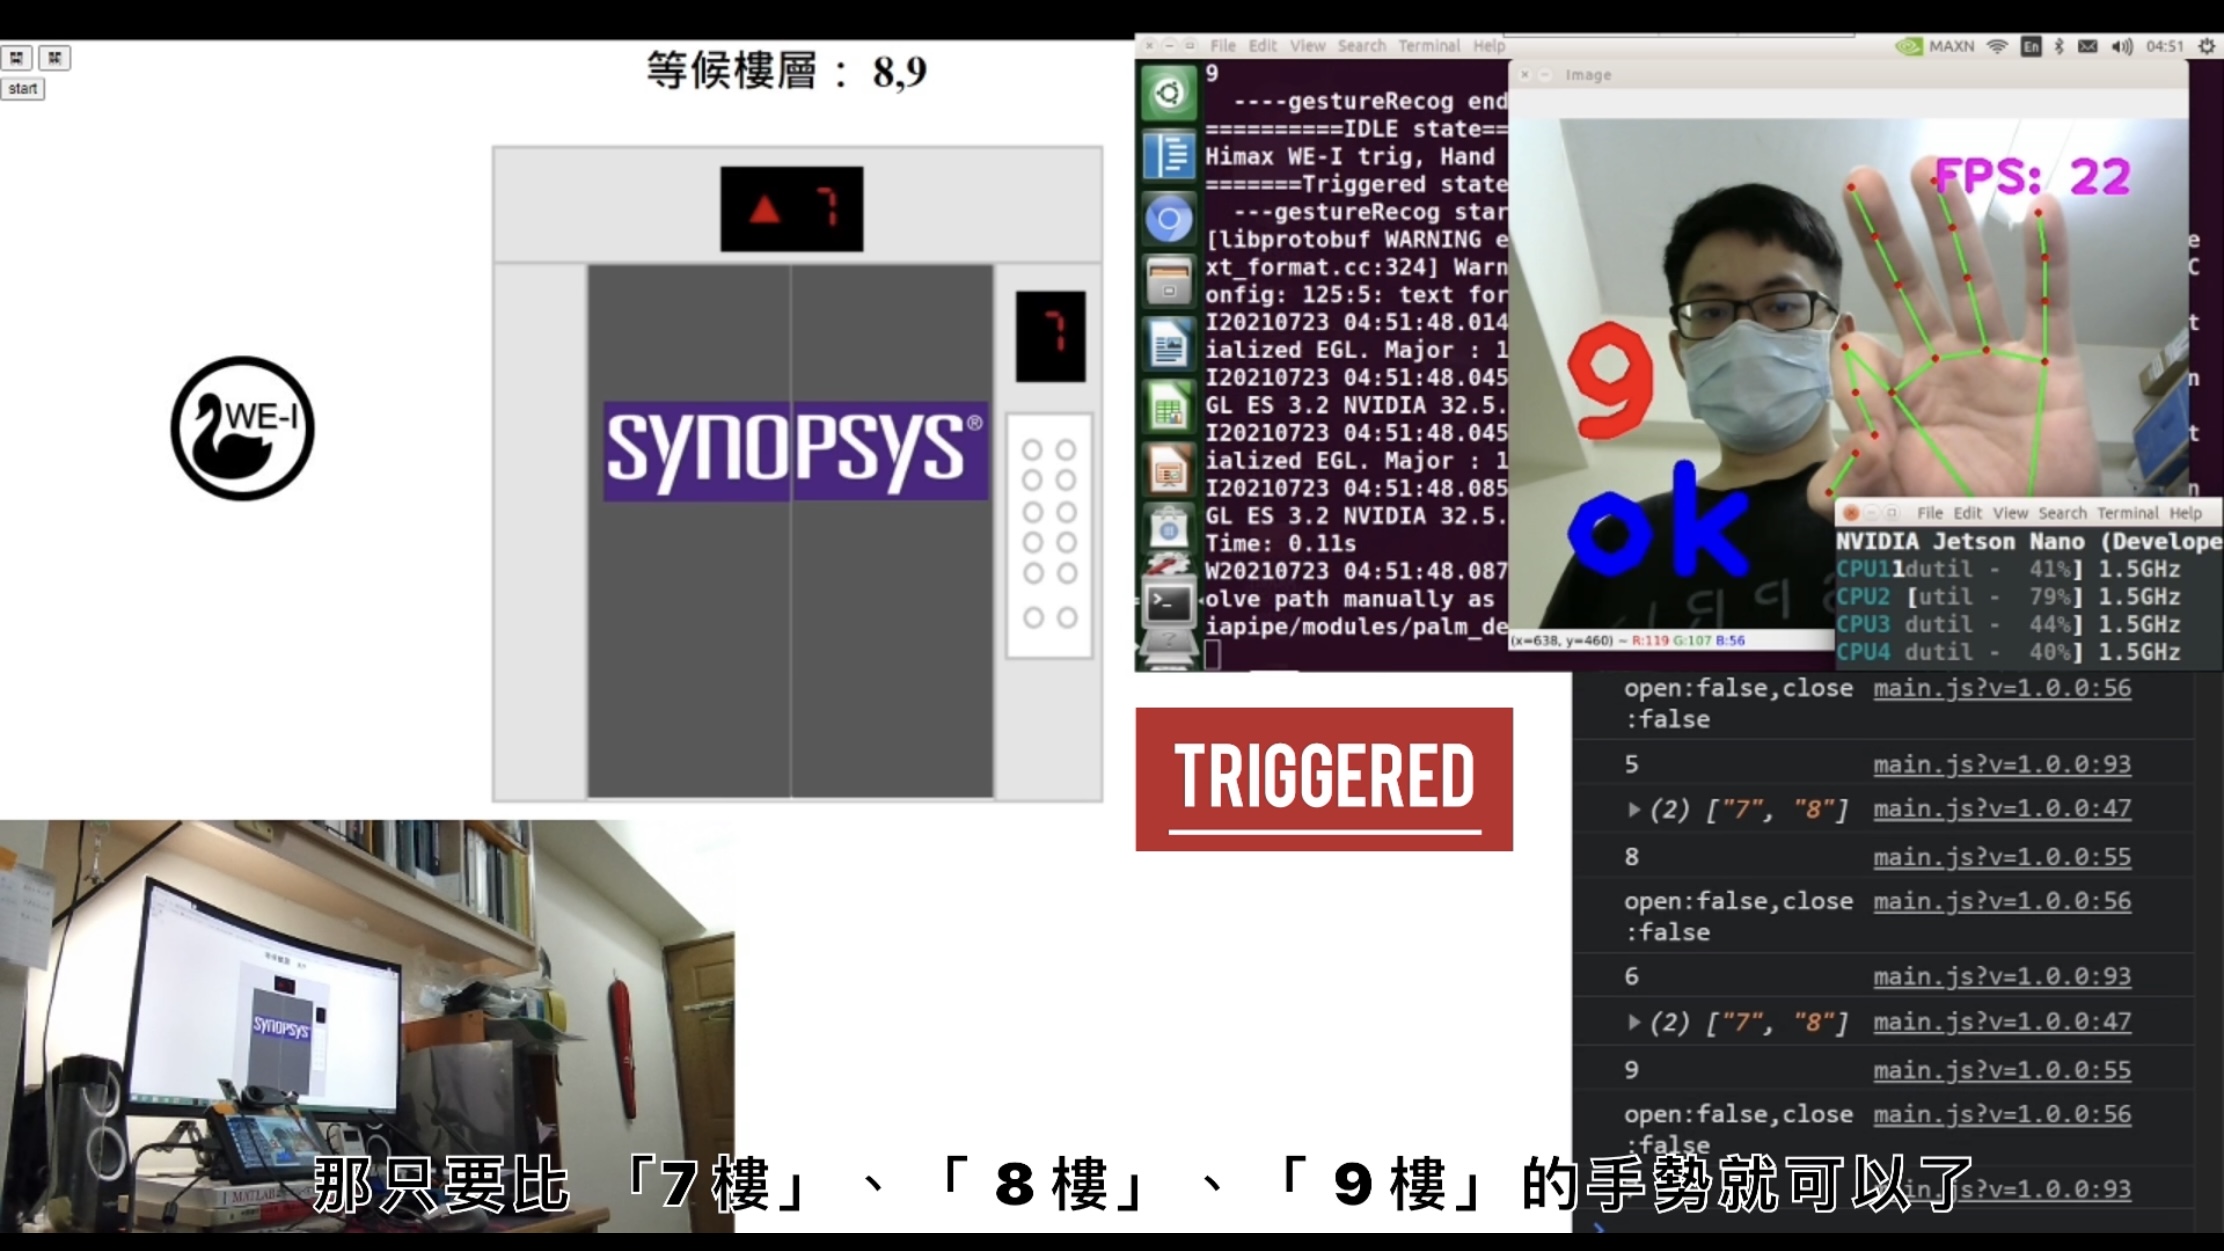 start
等候樓層： 8,9
▲ 7
7
WE-I
SYNOPSYS®
File Edit View Search Terminal Help
MAXN
En
04:51
9
----gestureRecog end
==========IDLE state==
Himax WE-I trig, Hand
=======Triggered state
---gestureRecog star
[libprotobuf WARNING e
xt_format.cc:324] Warn
onfig: 125:5: text for
I20210723 04:51:48.014
ialized EGL. Major : 1
I20210723 04:51:48.045
GL ES 3.2 NVIDIA 32.5.
I20210723 04:51:48.045
ialized EGL. Major : 1
I20210723 04:51:48.085
GL ES 3.2 NVIDIA 32.5.
Time: 0.11s
W20210723 04:51:48.087
olve path manually as
iapipe/modules/palm_de
Image
FPS: 22
9
ok
(x=638, y=460) ~ R:119 G:107 B:56
File Edit View Search Terminal Help
NVIDIA Jetson Nano (Develope
CPU11dutil - 41%] 1.5GHz
CPU2 [util - 79%] 1.5GHz
CPU3 dutil - 44%] 1.5GHz
CPU4 dutil - 40%] 1.5GHz
TRIGGERED
open:false,close main.js?v=1.0.0:56
:false
5 main.js?v=1.0.0:93
▶(2) ["7", "8"] main.js?v=1.0.0:47
8 main.js?v=1.0.0:55
open:false,close main.js?v=1.0.0:56
:false
6 main.js?v=1.0.0:93
▶(2) ["7", "8"] main.js?v=1.0.0:47
9 main.js?v=1.0.0:55
open:false,close main.js?v=1.0.0:56
:false
main.js?v=1.0.0:93
SYNOPSYS
MATLAB
那只要比「7樓」、「8樓」、「9樓」的手勢就可以了